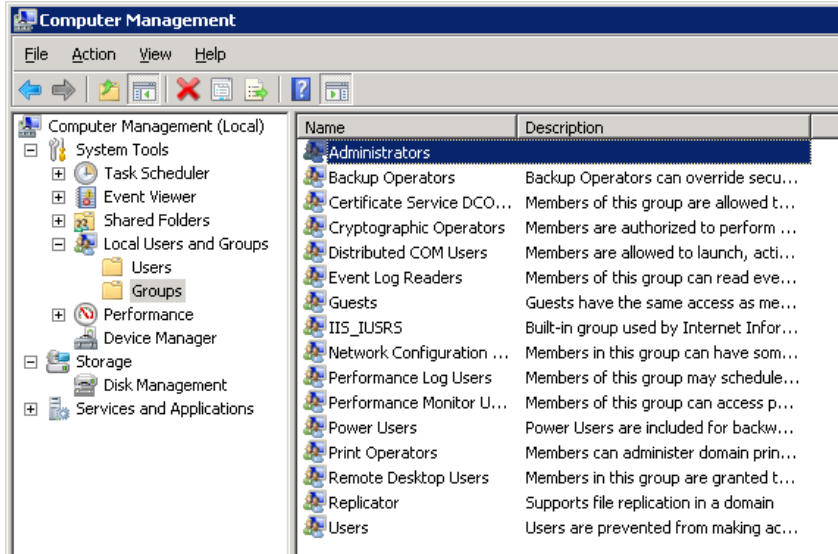 Computer Management
File Action View Help
Computer Management (Local)
System Tools
Task Scheduler
Event Viewer
Shared Folders
Local Users and Groups
Users
Groups
Performance
Device Manager
Storage
Disk Management
Services and Applications
Name Description
Administrators
Backup Operators Backup Operators can override secu...
Certificate Service DCO... Members of this group are allowed t...
Cryptographic Operators Members are authorized to perform ...
Distributed COM Users Members are allowed to launch, acti...
Event Log Readers Members of this group can read eve...
Guests Guests have the same access as me...
IIS_IUSRS Built-in group used by Internet Infor...
Network Configuration ... Members in this group can have som...
Performance Log Users Members of this group may schedule...
Performance Monitor U... Members of this group can access p...
Power Users Power Users are included for backw...
Print Operators Members can administer domain prin...
Remote Desktop Users Members in this group are granted t...
Replicator Supports file replication in a domain
Users Users are prevented from making ac...